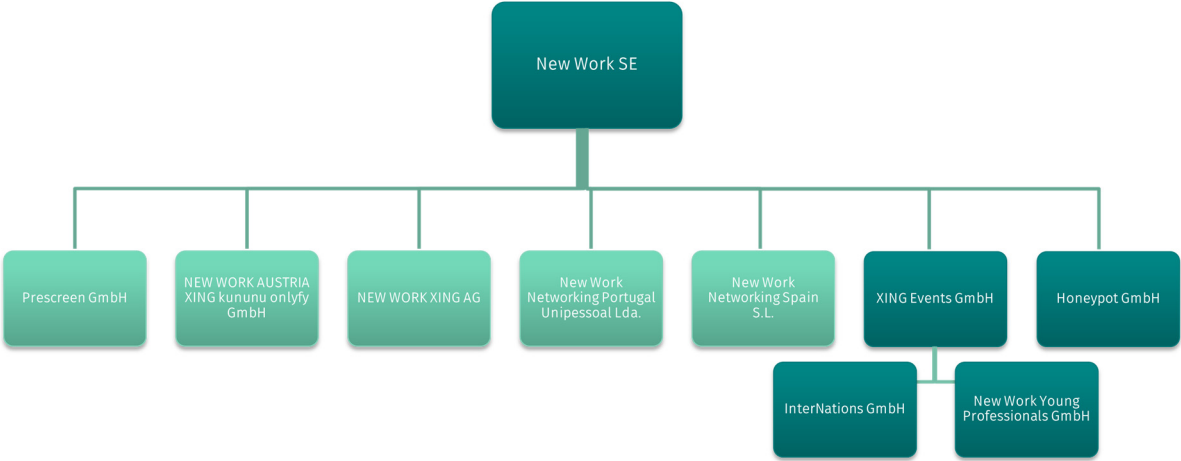 New Work SE
Prescreen GmbH
NEW WORK AUSTRIA
XING kununu onlyfy
GmbH
NEW WORK XING AG
New Work
Networking Portugal
Unipessoal Lda.
New Work
Networking Spain
S.L.
XING Events GmbH
Honeypot GmbH
InterNations GmbH
New Work Young
Professionals GmbH